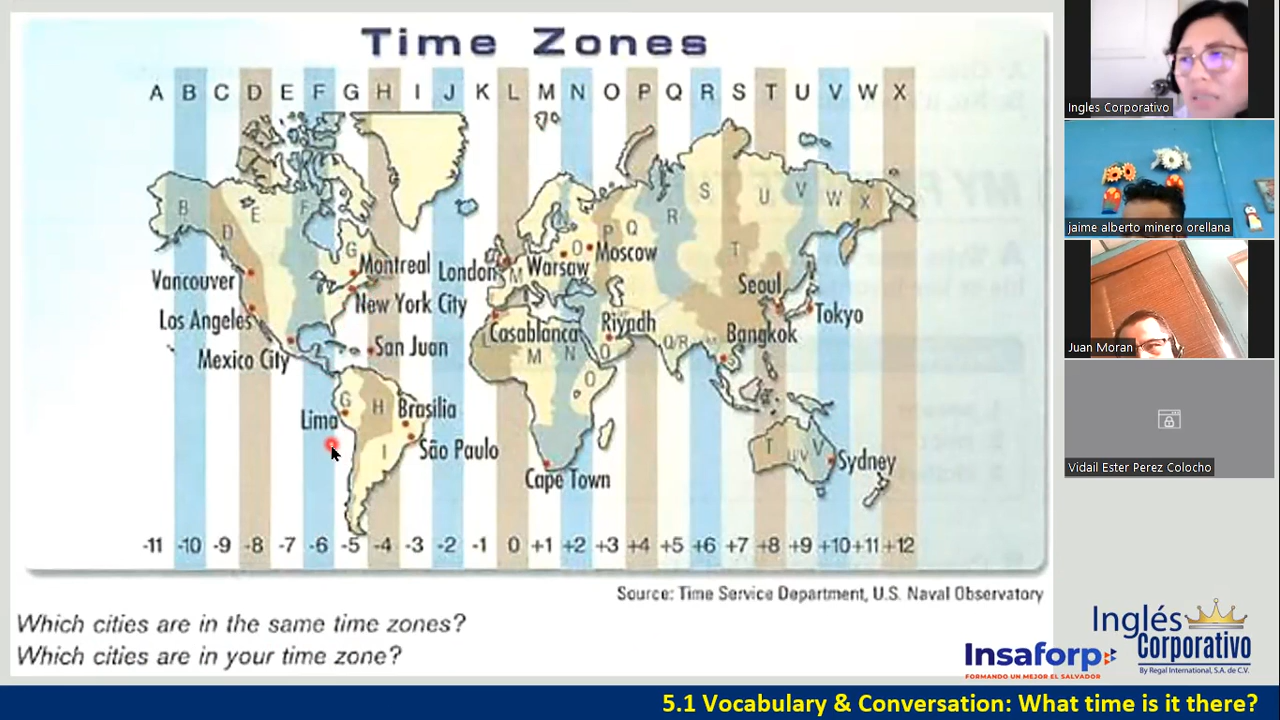 Time Zones
A B C D E F G H I J K L M N O P Q R S T U V W X
B
D
E
F
G
N
O
P
Q
R
S
T
U
V
W
X
M
Montreal
London
Warsaw
Moscow
Vancouver
New York City
Seoul
Los Angeles
Casablanca
Riyadh
Tokyo
Mexico City
San Juan
Bangkok
M
N
O
Q/R
O
G
H
Lima
Brasilia
I
São Paulo
Cape Town
T
U/V
V
Sydney
-11 -10 -9 -8 -7 -6 -5 -4 -3 -2 -1 0 +1 +2 +3 +4 +5 +6 +7 +8 +9 +10 +11 +12
Source: Time Service Department, U.S. Naval Observatory
Which cities are in the same time zones?
Which cities are in your time zone?
Ingles Corporativo
jaime alberto minero orellana
Juan Moran
Vidail Ester Perez Colocho
Insaforp
FORMANDO UN MEJOR EL SALVADOR
Inglés
Corporativo
By Regal International, S.A. de C.V.
5.1 Vocabulary & Conversation: What time is it there?